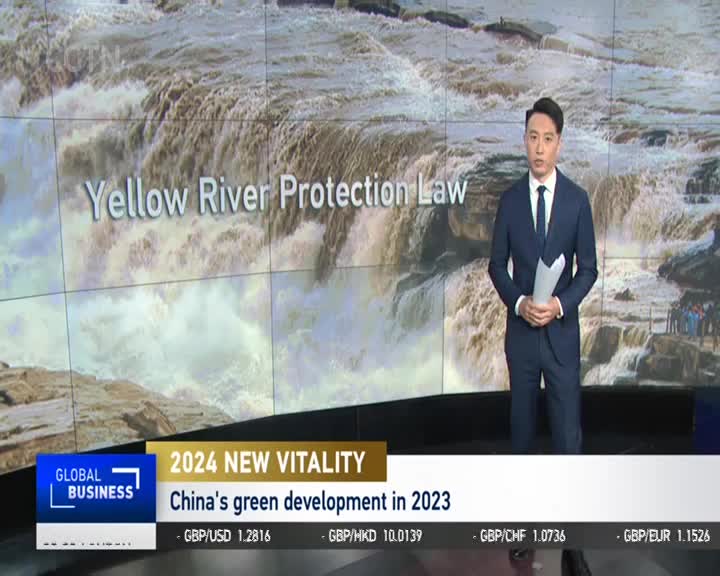 CCTN
Yellow River Protection Law
GLOBAL
BUSINESS
2024 NEW VITALITY
China's green development in 2023
- GBP/USD 1.2816 - GBP/HKD 10.0139 - GBP/CHF 1.0736 - GBP/EUR 1.1526